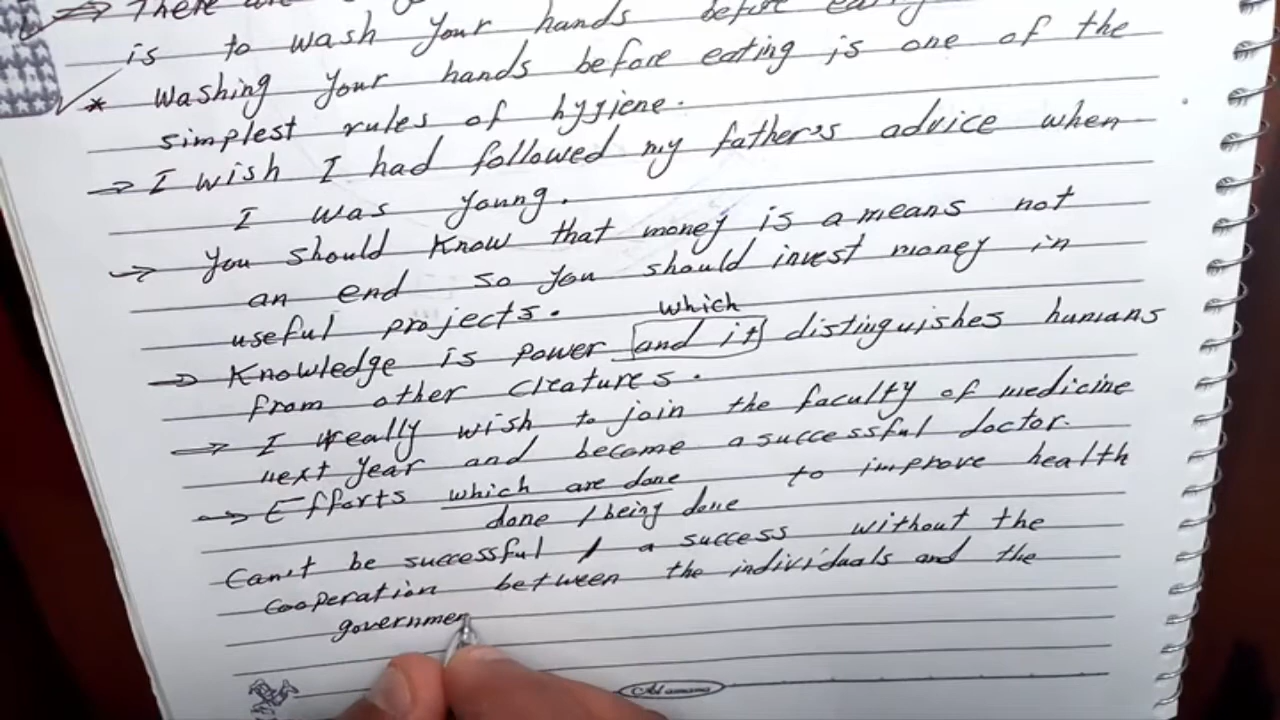 ⇒ There are
is to wash your hands before
* Washing your hands before eating is one of the
simplest rules of hygiene.
→ I wish I had followed my father's advice when
I was young.
→ You should know that money is a means not
an end so you should invest money in
useful projects.
which
→ Knowledge is power and it distinguishes humans
from other creatures.
→ I really wish to join the faculty of medicine
next year and become a successful doctor.
→ Efforts which are done to improve health
done / being done
Can't be successful / a success without the
cooperation between the individuals and the
governmen